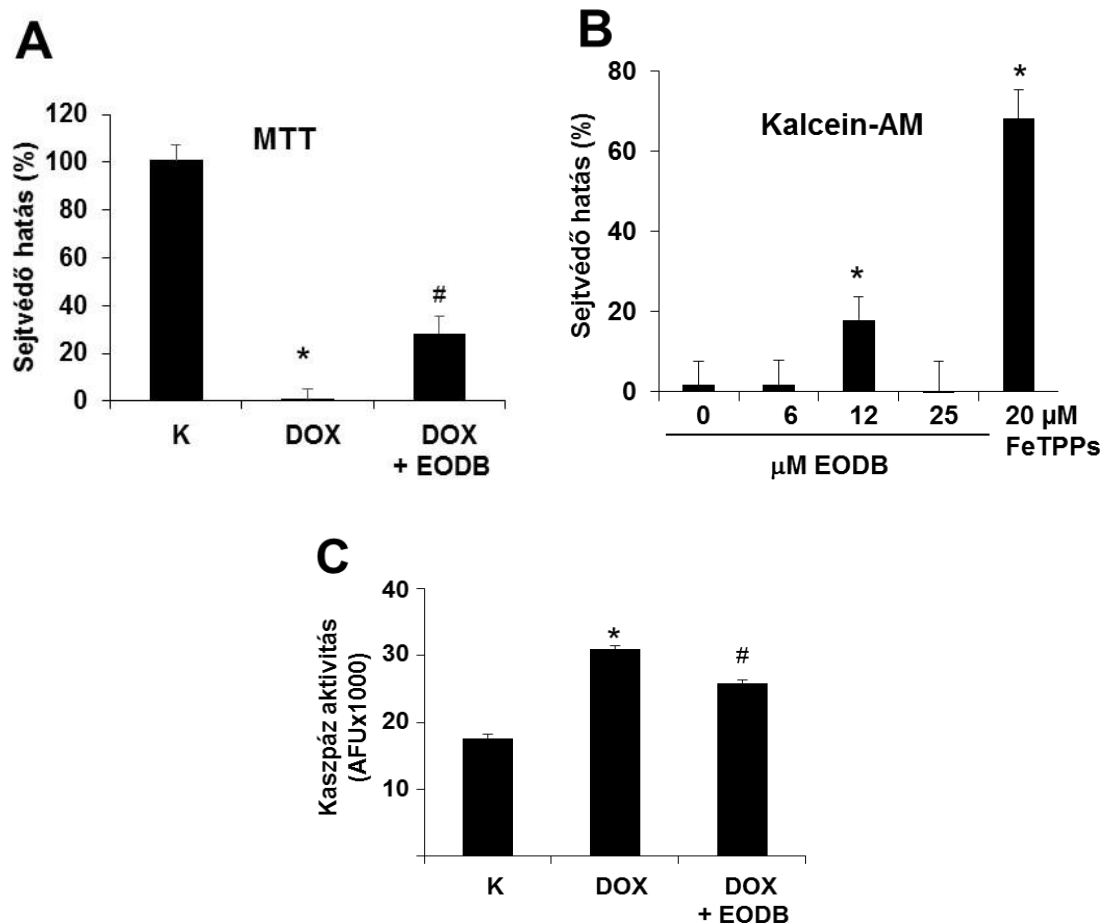 A
MTT
Sejtvédő hatás (%)
120
100
80
60
40
20
0
*
#
K
DOX
DOX
+ EODB
B
Kalcein-AM
Sejtvédő hatás (%)
80
60
40
20
0
*
*
0
6
12
25
20 µM
FeTPPs
µM EODB
C
Kaszpáz aktivitás
(AFUx1000)
40
30
20
10
*
#
K
DOX
DOX
+ EODB